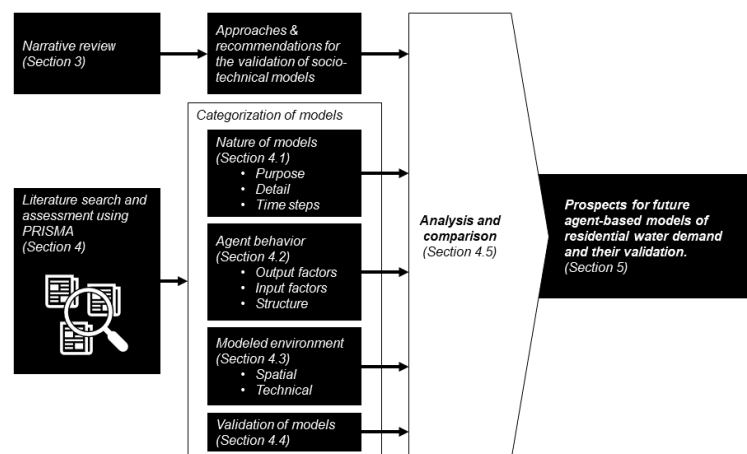 Narrative review
(Section 3)
Approaches &
recommendations for
the validation of socio-
technical models
Categorization of models
Nature of models
(Section 4.1)
• Purpose
• Detail
• Time steps
Literature search and
assessment using
PRISMA
(Section 4)
Agent behavior
(Section 4.2)
• Output factors
• Input factors
• Structure
Modeled environment
(Section 4.3)
• Spatial
• Technical
Validation of models
(Section 4.4)
Analysis and
comparison
(Section 4.5)
Prospects for future
agent-based models of
residential water demand
and their validation.
(Section 5)